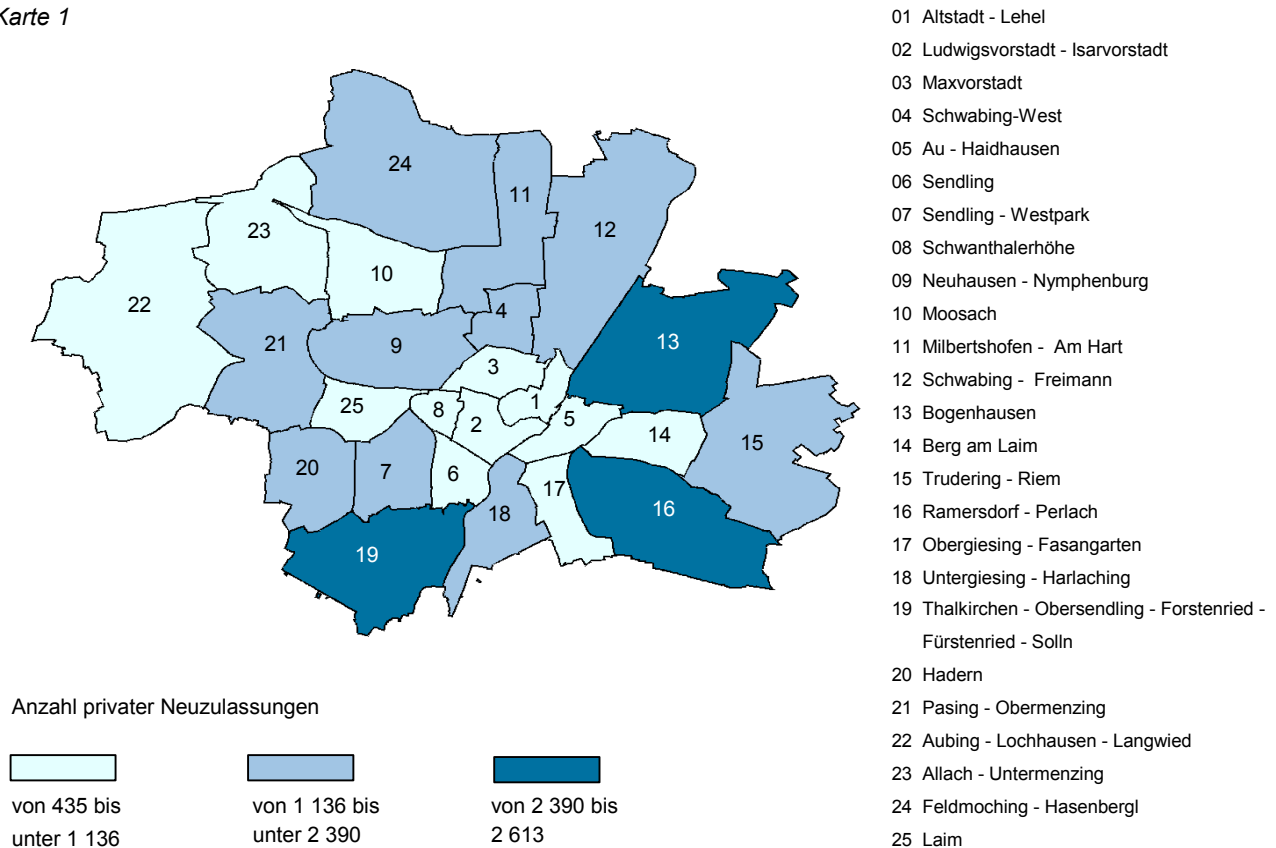 Karte 1
24
11
12
23
10
22
4
13
21
9
3
25
8
1
2
5
14
15
20
7
6
17
18
16
19
Anzahl privater Neuzulassungen
von 435 bis
unter 1 136
von 1 136 bis
unter 2 390
von 2 390 bis
2 613
01 Altstadt - Lehel
02 Ludwigsvorstadt - Isarvorstadt
03 Maxvorstadt
04 Schwabing-West
05 Au - Haidhausen
06 Sendling
07 Sendling - Westpark
08 Schwanthalerhöhe
09 Neuhausen - Nymphenburg
10 Moosach
11 Milbertshofen - Am Hart
12 Schwabing - Freimann
13 Bogenhausen
14 Berg am Laim
15 Trudering - Riem
16 Ramersdorf - Perlach
17 Obergiesing - Fasangarten
18 Untergiesing - Harlaching
19 Thalkirchen - Obersendling - Forstenried -
Fürstenried - Solln
20 Hadern
21 Pasing - Obermenzing
22 Aubing - Lochhausen - Langwied
23 Allach - Untermenzing
24 Feldmoching - Hasenbergl
25 Laim